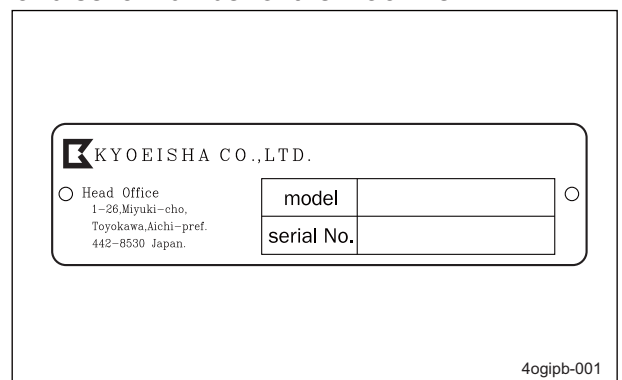 KYOEISHA CO.,LTD.
Head Office
1-26,Miyuki-cho,
Toyokawa,Aichi-pref.
442-8530 Japan.
model
serial No.
4ogipb-001